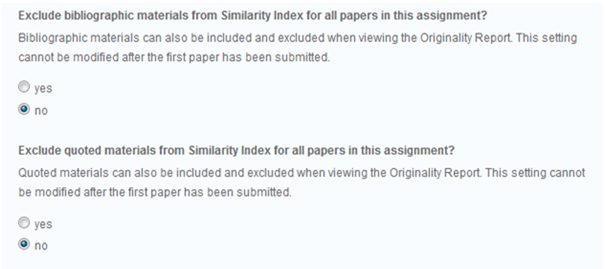 Exclude bibliographic materials from Similarity Index for all papers in this assignment?
Bibliographic materials can also be included and excluded when viewing the Originality Report. This setting
cannot be modified after the first paper has been submitted.
yes
no
Exclude quoted materials from Similarity Index for all papers in this assignment?
Quoted materials can also be included and excluded when viewing the Originality Report. This setting cannot
be modified after the first paper has been submitted.
yes
no